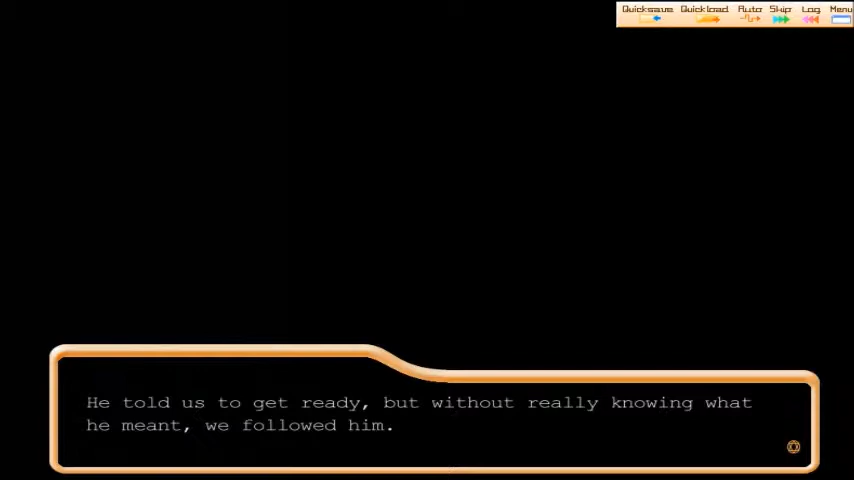 Quicksave Quickload Auto Skip Log Menu
He told us to get ready, but without really knowing what
he meant, we followed him.